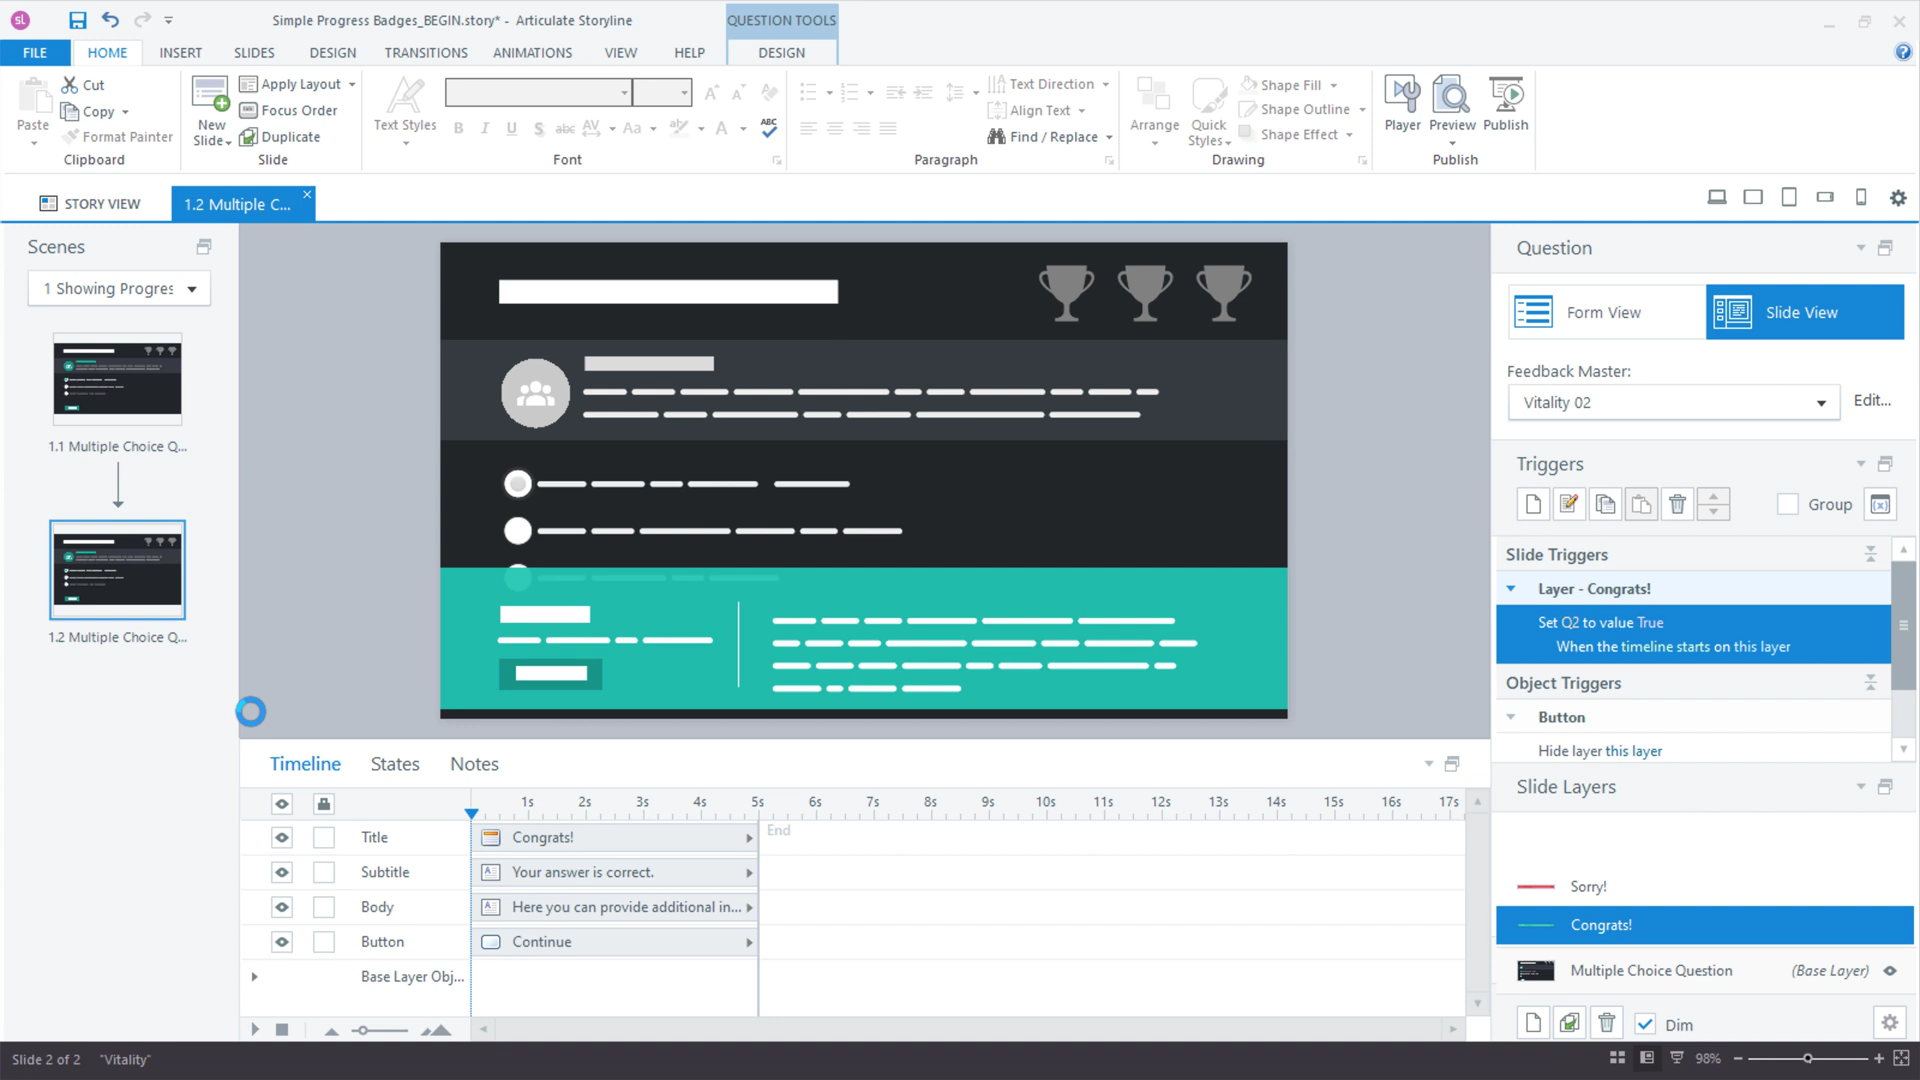 sl
Simple Progress Badges_BEGIN.story* - Articulate Storyline
QUESTION TOOLS
FILE HOME INSERT SLIDES DESIGN TRANSITIONS ANIMATIONS VIEW HELP DESIGN
Paste
Cut
Copy
Format Painter
Clipboard
New Slide
Apply Layout
Focus Order
Duplicate
Slide
Text Styles
B I U S abc AV Aa ab A ABC
Font
Text Direction
Align Text
Find / Replace
Paragraph
Arrange
Quick Styles
Shape Fill
Shape Outline
Shape Effect
Drawing
Player
Preview
Publish
Publish
STORY VIEW
1.2 Multiple C...
Scenes
1 Showing Progres
1.1 Multiple Choice Q...
1.2 Multiple Choice Q...
Question
Form View
Slide View
Feedback Master:
Vitality 02
Edit...
Triggers
Group
Slide Triggers
Layer - Congrats!
Set Q2 to value True
When the timeline starts on this layer
Object Triggers
Button
Hide layer this layer
Slide Layers
Sorry!
Congrats!
Multiple Choice Question (Base Layer)
Dim
Timeline States Notes
1s 2s 3s 4s 5s 6s 7s 8s 9s 10s 11s 12s 13s 14s 15s 16s 17s
Title Congrats! End
Subtitle Your answer is correct.
Body Here you can provide additional in...
Button Continue
Base Layer Obj...
Slide 2 of 2 "Vitality"
98%